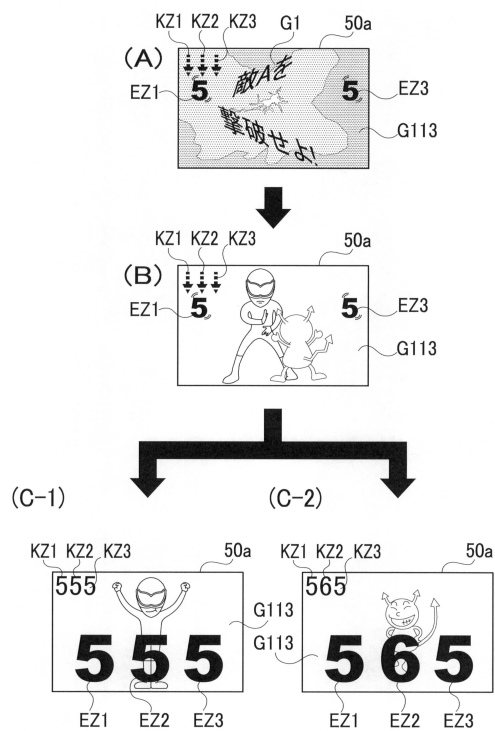 KZ1 KZ2 KZ3 G1 50a
(A)
敵Aを
EZ1 5 5 EZ3
撃破せよ!
G113
KZ1 KZ2 KZ3 50a
(B)
EZ1 5 5 EZ3
G113
(C-1) (C-2)
KZ1 KZ2 KZ3 50a KZ1 KZ2 KZ3 50a
555 565
G113 G113
5 5 5 5 6 5
EZ1 EZ2 EZ3 EZ1 EZ2 EZ3